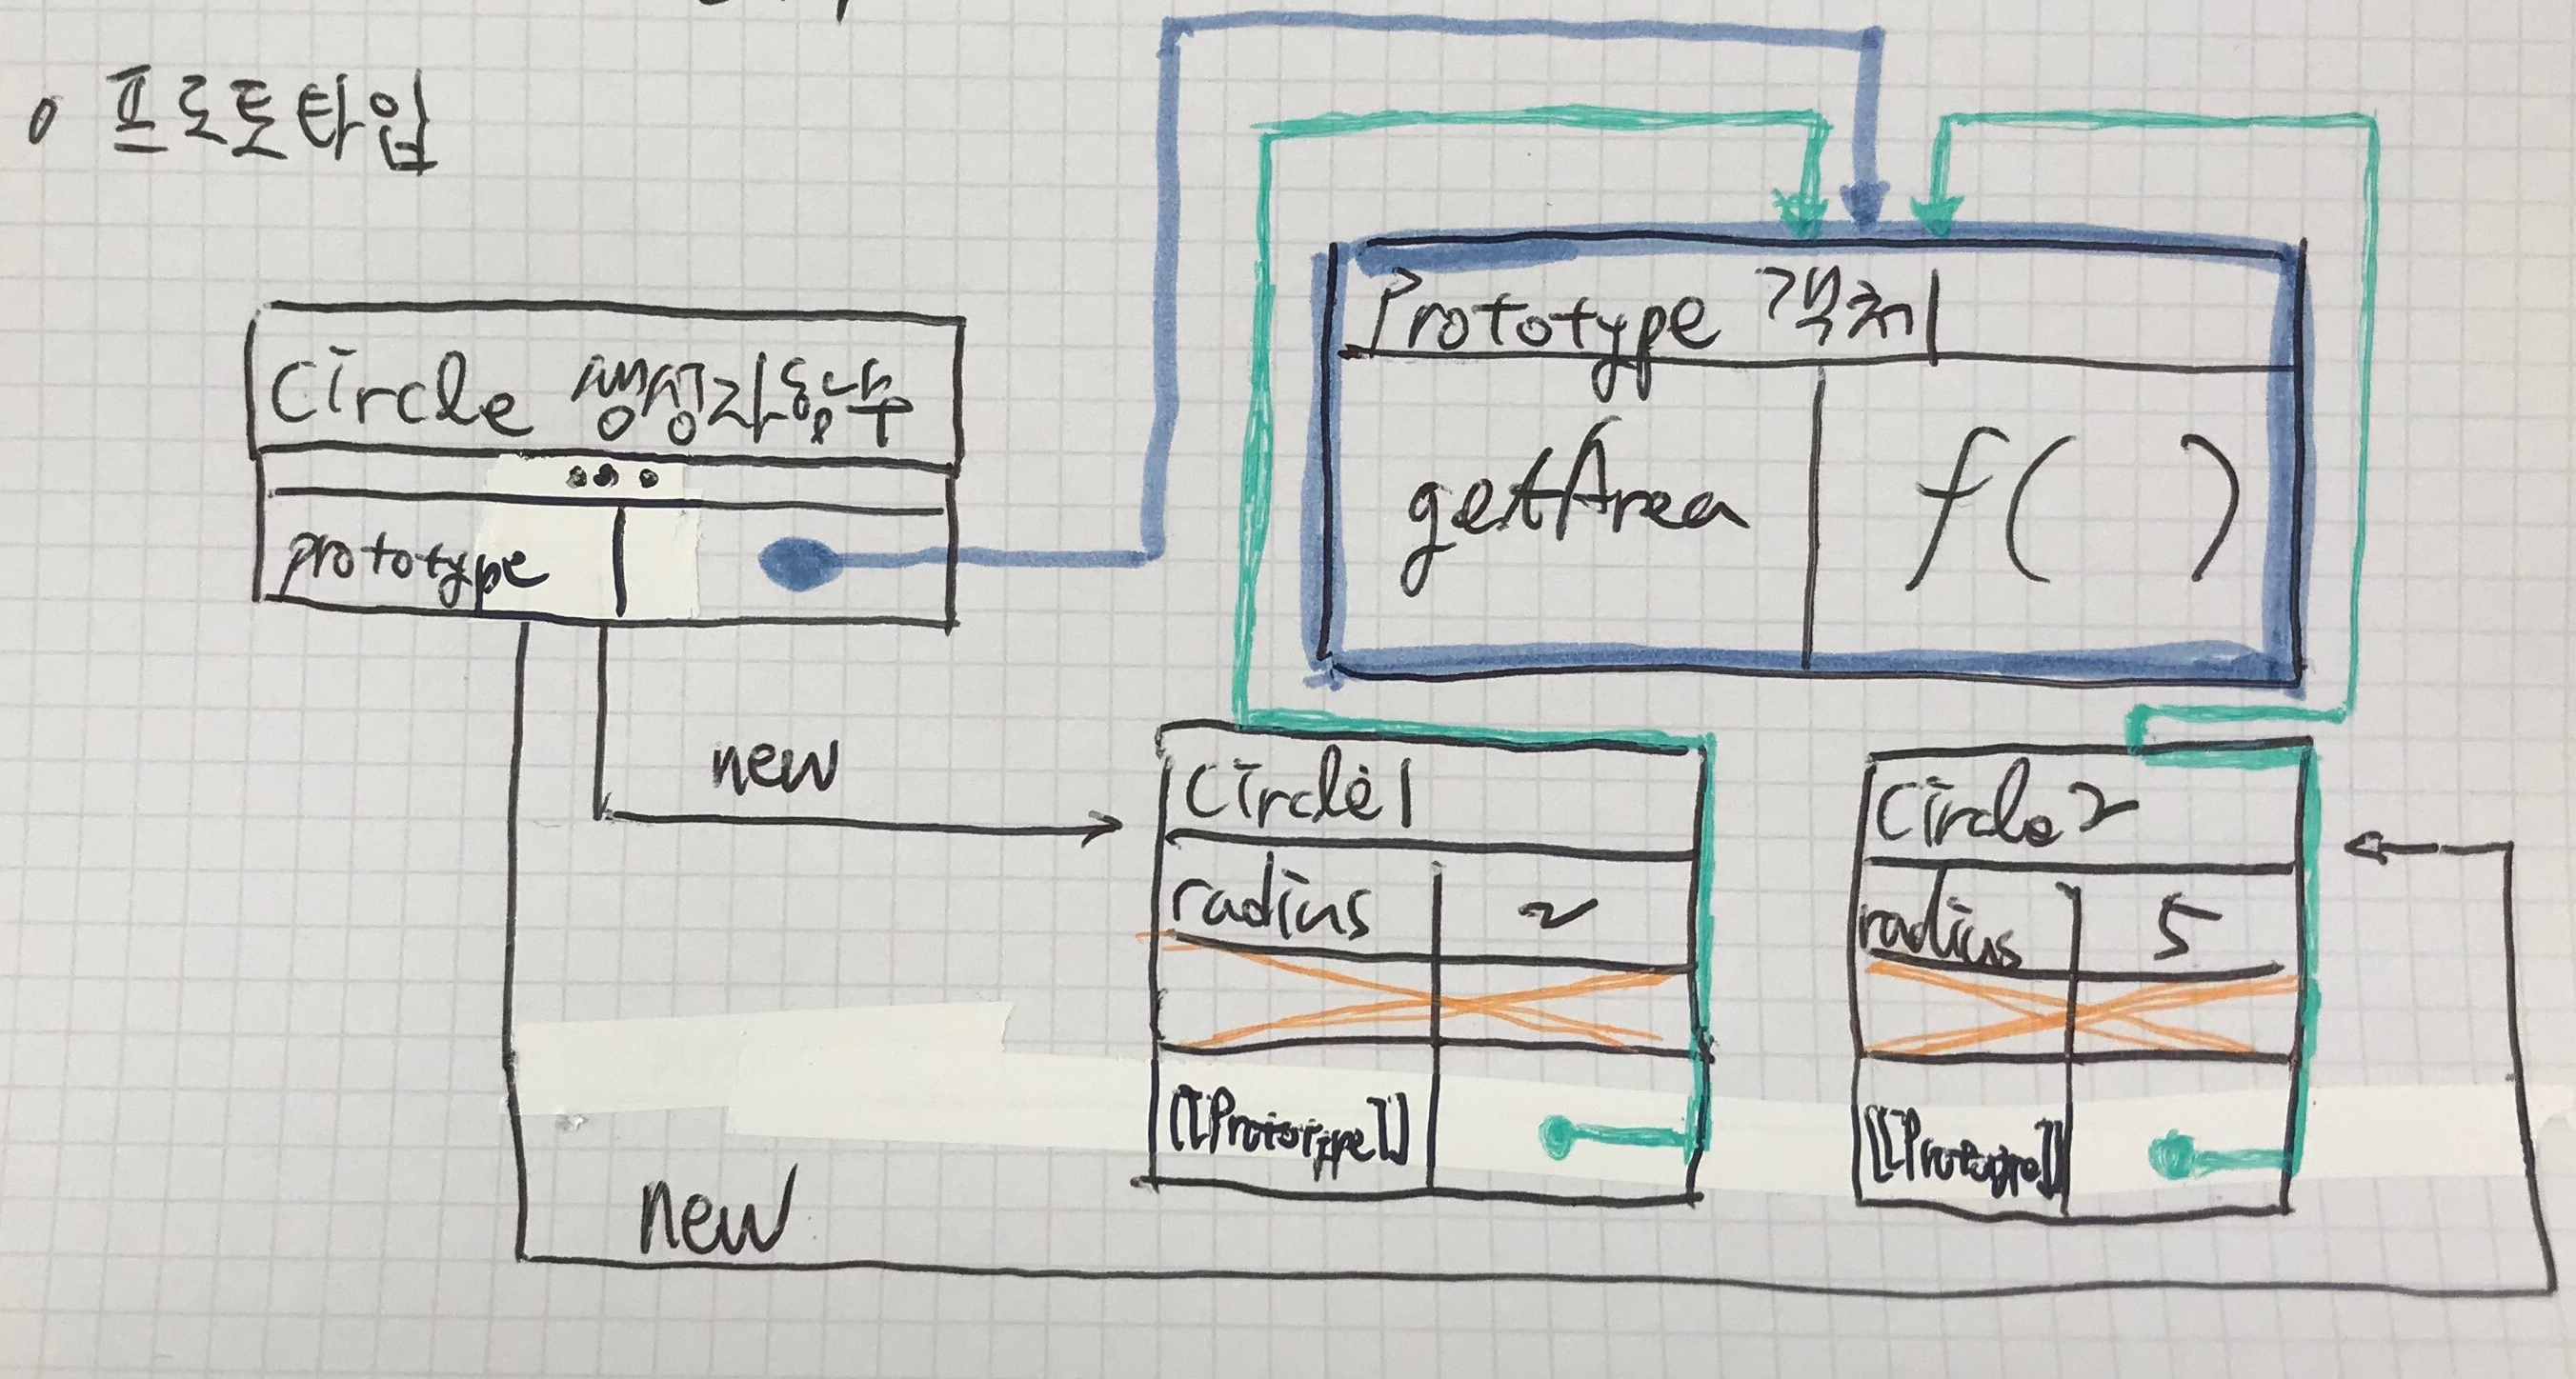 o 프로토타입
Circle 생성자함수
prototype
Prototype 객체
getArea
f( )
new
Circle1
radius
2
[[Prototype]]
Circle2
radius
5
[[Prototype]]
new